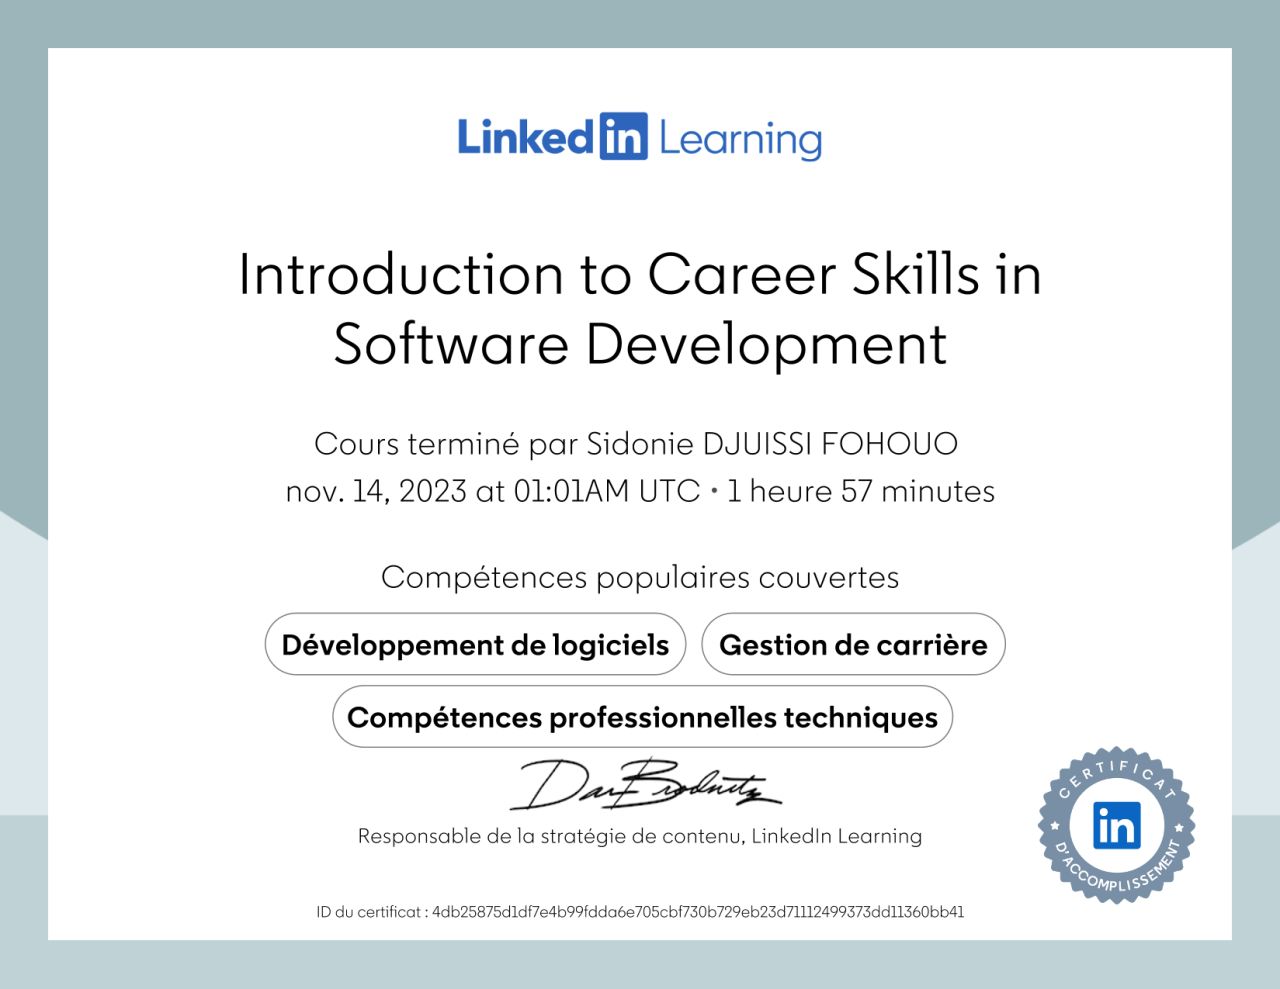 Linkedin Learning
Introduction to Career Skills in
Software Development
Cours terminé par Sidonie DJUISSI FOHOUO
nov. 14, 2023 at 01:01AM UTC • 1 heure 57 minutes
Compétences populaires couvertes
Développement de logiciels
Gestion de carrière
Compétences professionnelles techniques
Dan Brodnitz
Responsable de la stratégie de contenu, LinkedIn Learning
CERTIFICAT
in
D'ACCOMPLISSEMENT
ID du certificat : 4db25875d1df7e4b99fdda6e705cbf730b729eb23d71112499373dd11360bb41